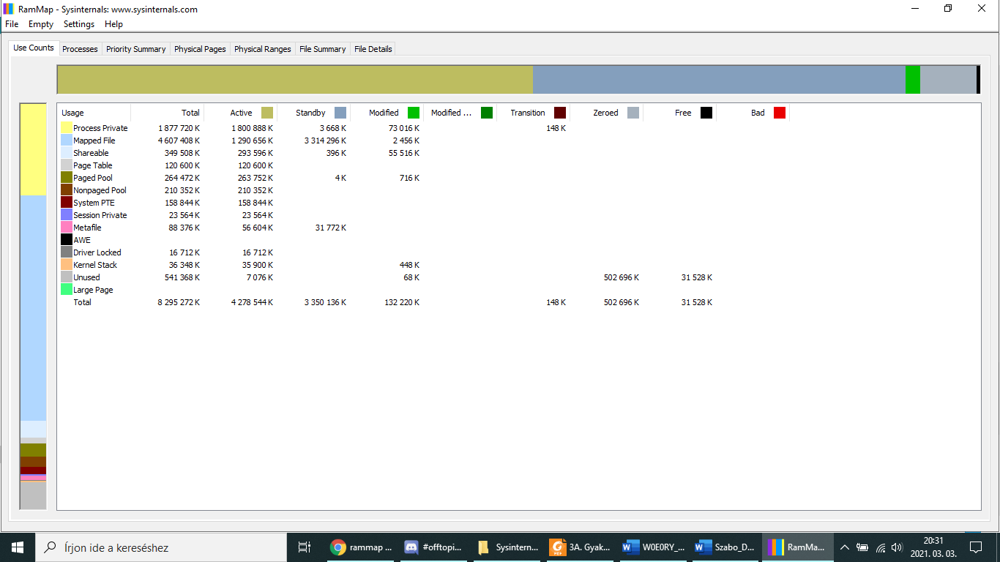 RamMap - Sysinternals: www.sysinternals.com
File Empty Settings Help
Use Counts Processes Priority Summary Physical Pages Physical Ranges File Summary File Details
Usage Total Active Standby Modified Modified ... Transition Zeroed Free Bad
Process Private 1 877 720 K 1 800 888 K 3 668 K 73 016 K 148 K
Mapped File 4 607 408 K 1 290 656 K 3 314 296 K 2 456 K
Shareable 349 508 K 293 596 K 396 K 55 516 K
Page Table 120 600 K 120 600 K
Paged Pool 264 472 K 263 752 K 4 K 716 K
Nonpaged Pool 210 352 K 210 352 K
System PTE 158 844 K 158 844 K
Session Private 23 564 K 23 564 K
Metafile 88 376 K 56 604 K 31 772 K
AWE
Driver Locked 16 712 K 16 712 K
Kernel Stack 36 348 K 35 900 K 448 K
Unused 541 368 K 7 076 K 68 K 502 696 K 31 528 K
Large Page
Total 8 295 272 K 4 278 544 K 3 350 136 K 132 220 K 148 K 502 696 K 31 528 K
Írjon ide a kereséshez rammap ... #offtopi... Sysintern... PDF 3A. Gyak... W0E0RY_... Szabo_D... RamMa... 20:31
2021. 03. 03.